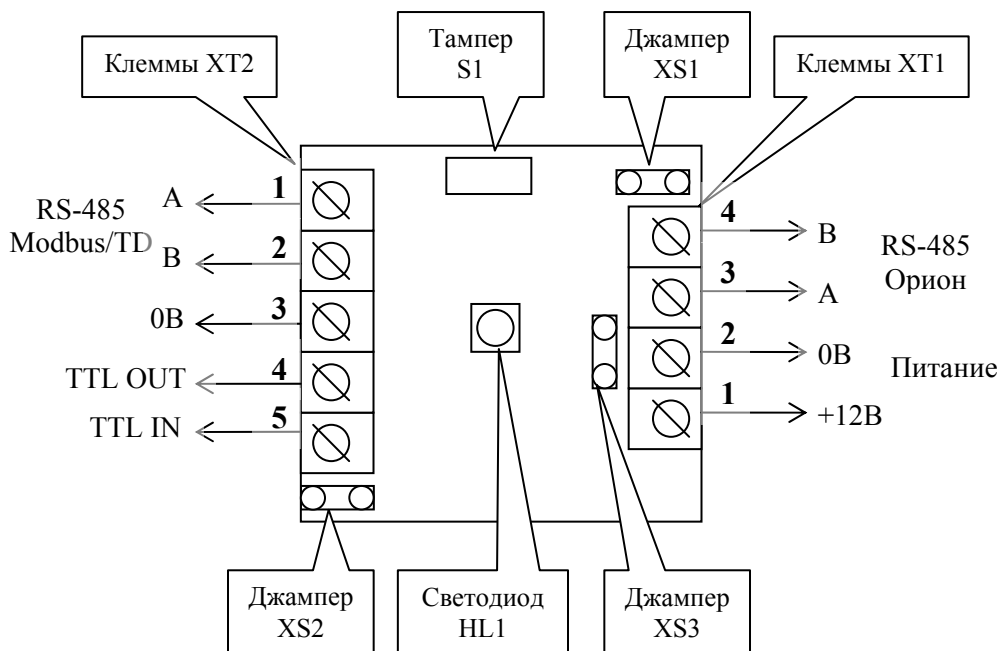 Клеммы XT2
Тампер
S1
Джампер
XS1
Клеммы XT1
RS-485
Modbus/TD
A
1
B
2
0В
3
TTL OUT
4
TTL IN
5
4
B
3
A
2
0В
1
+12В
RS-485
Орион
Питание
Джампер
XS2
Светодиод
HL1
Джампер
XS3